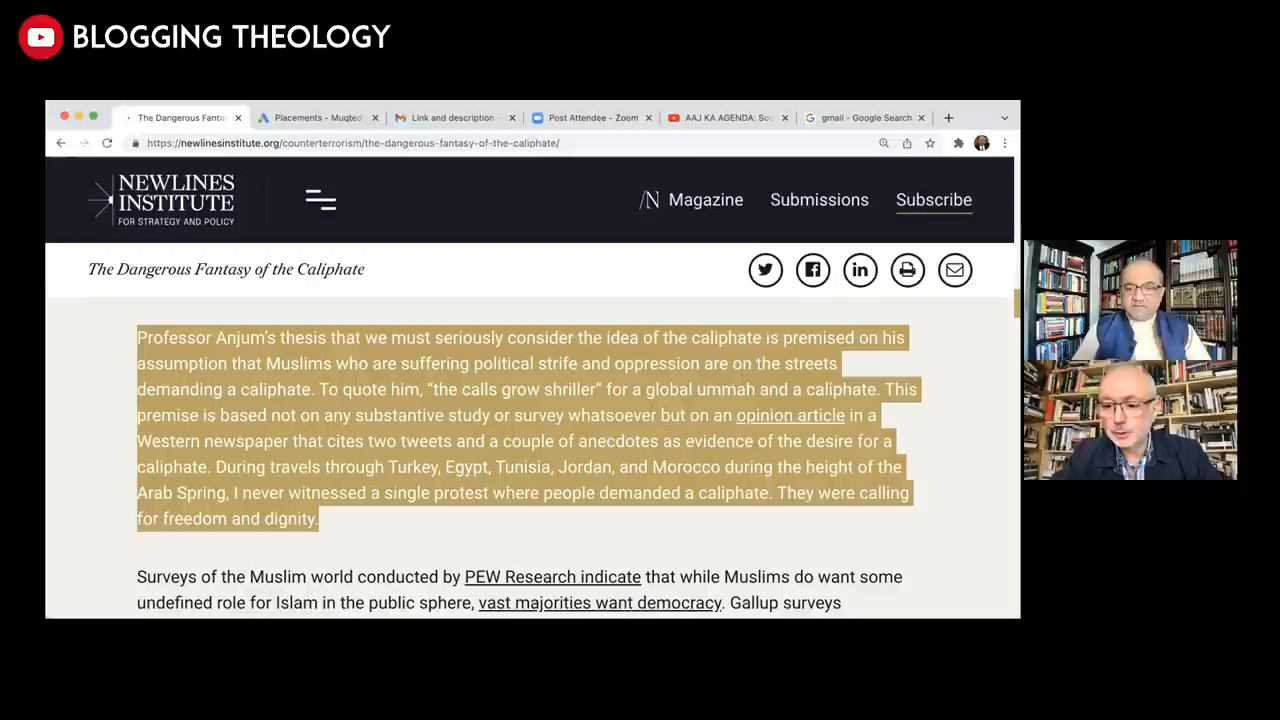 BLOGGING THEOLOGY
The Dangerous Fanta
Placements - Muqted
Link and description -
Post Attendee - Zoom
AAJ KA AGENDA: Sou
gmail - Google Search
https://newlinesinstitute.org/counterterrorism/the-dangerous-fantasy-of-the-caliphate/
NEWLINES
INSTITUTE
FOR STRATEGY AND POLICY
/N Magazine
Submissions
Subscribe
The Dangerous Fantasy of the Caliphate
Professor Anjum’s thesis that we must seriously consider the idea of the caliphate is premised on his
assumption that Muslims who are suffering political strife and oppression are on the streets
demanding a caliphate. To quote him, “the calls grow shriller” for a global ummah and a caliphate. This
premise is based not on any substantive study or survey whatsoever but on an opinion article in a
Western newspaper that cites two tweets and a couple of anecdotes as evidence of the desire for a
caliphate. During travels through Turkey, Egypt, Tunisia, Jordan, and Morocco during the height of the
Arab Spring, I never witnessed a single protest where people demanded a caliphate. They were calling
for freedom and dignity.
Surveys of the Muslim world conducted by PEW Research indicate that while Muslims do want some
undefined role for Islam in the public sphere, vast majorities want democracy. Gallup surveys